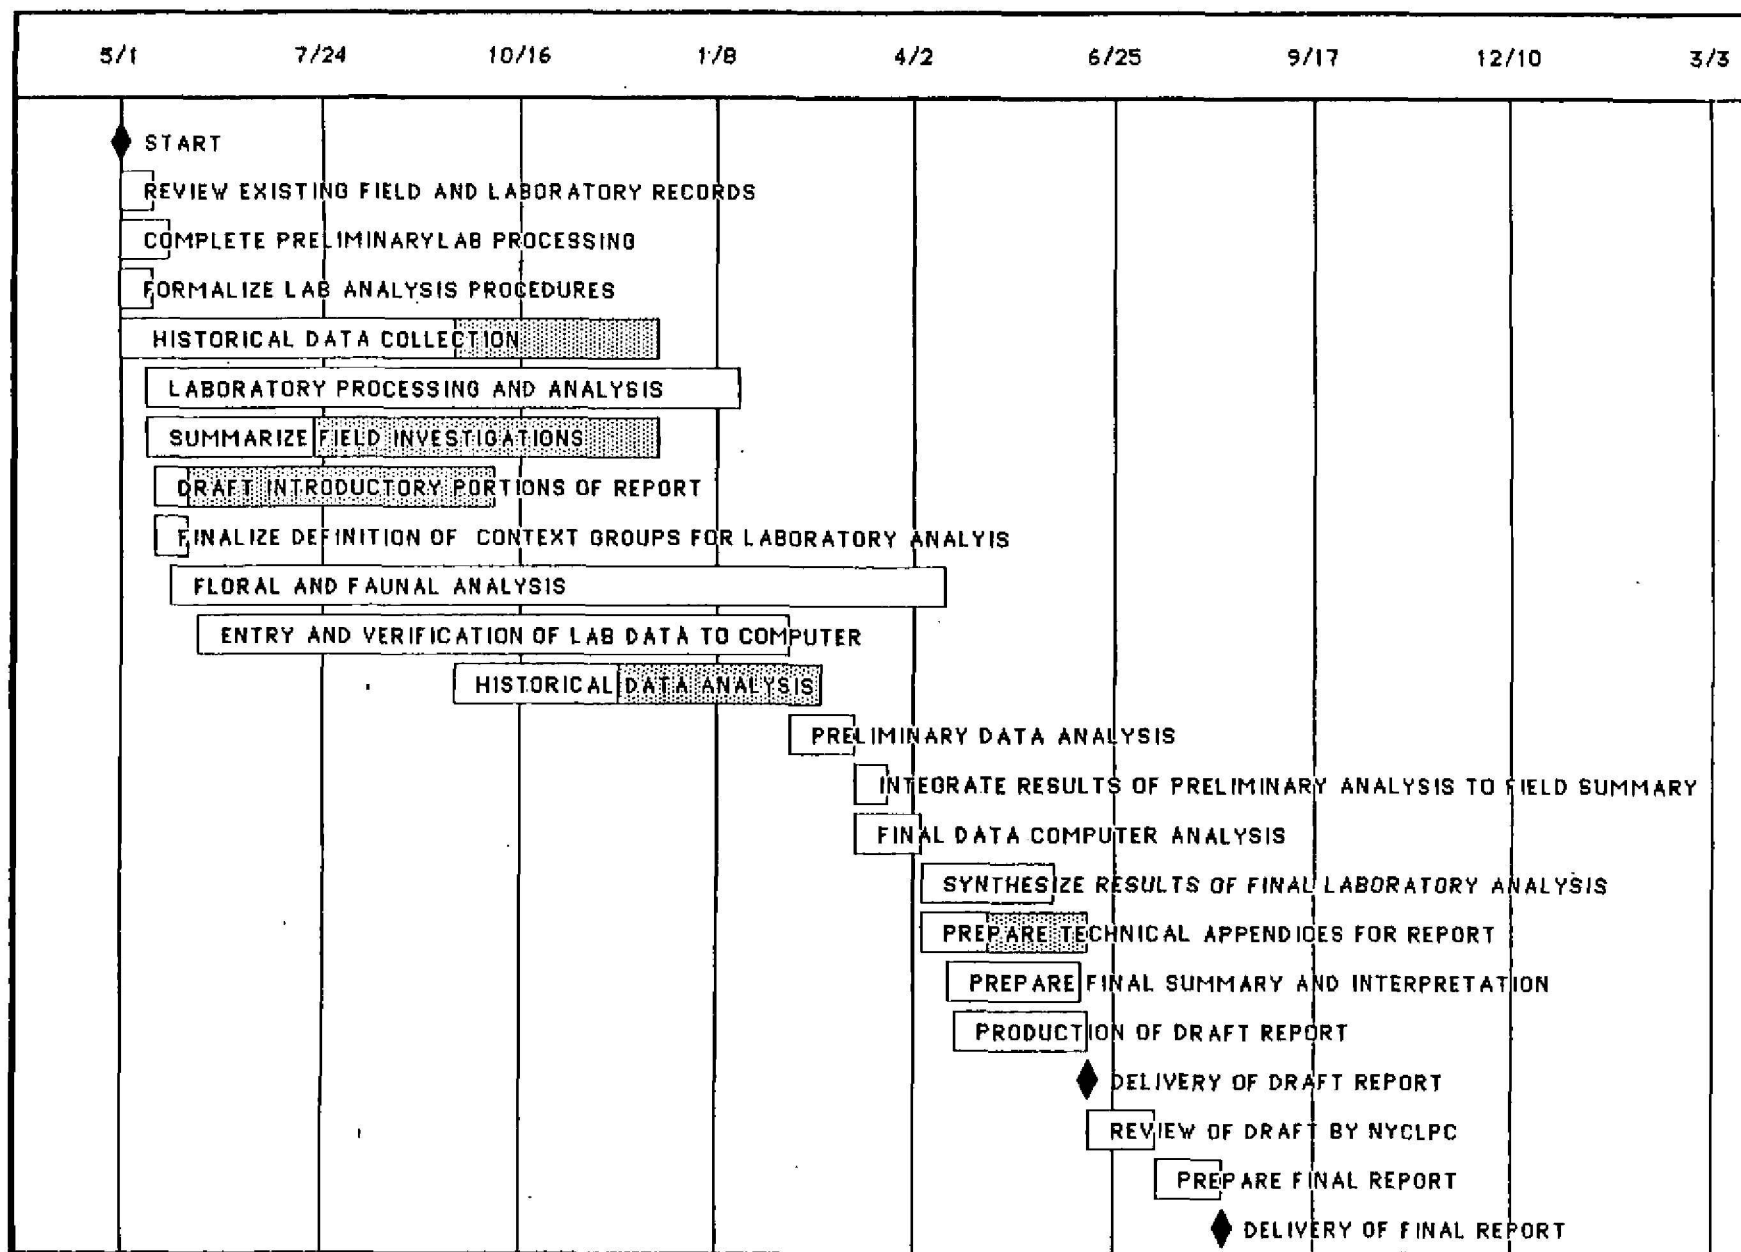 5/1 7/24 10/16 1/8 4/2 6/25 9/17 12/10 3/3
START
REVIEW EXISTING FIELD AND LABORATORY RECORDS
COMPLETE PRELIMINARY LAB PROCESSING
FORMALIZE LAB ANALYSIS PROCEDURES
HISTORICAL DATA COLLECTION
LABORATORY PROCESSING AND ANALYSIS
SUMMARIZE FIELD INVESTIGATIONS
DRAFT INTRODUCTORY PORTIONS OF REPORT
FINALIZE DEFINITION OF CONTEXT GROUPS FOR LABORATORY ANALYIS
FLORAL AND FAUNAL ANALYSIS
ENTRY AND VERIFICATION OF LAB DATA TO COMPUTER
HISTORICAL DATA ANALYSIS
PRELIMINARY DATA ANALYSIS
INTEGRATE RESULTS OF PRELIMINARY ANALYSIS TO FIELD SUMMARY
FINAL DATA COMPUTER ANALYSIS
SYNTHESIZE RESULTS OF FINAL LABORATORY ANALYSIS
PREPARE TECHNICAL APPENDICES FOR REPORT
PREPARE FINAL SUMMARY AND INTERPRETATION
PRODUCTION OF DRAFT REPORT
DELIVERY OF DRAFT REPORT
REVIEW OF DRAFT BY NYCLPC
PREPARE FINAL REPORT
DELIVERY OF FINAL REPORT